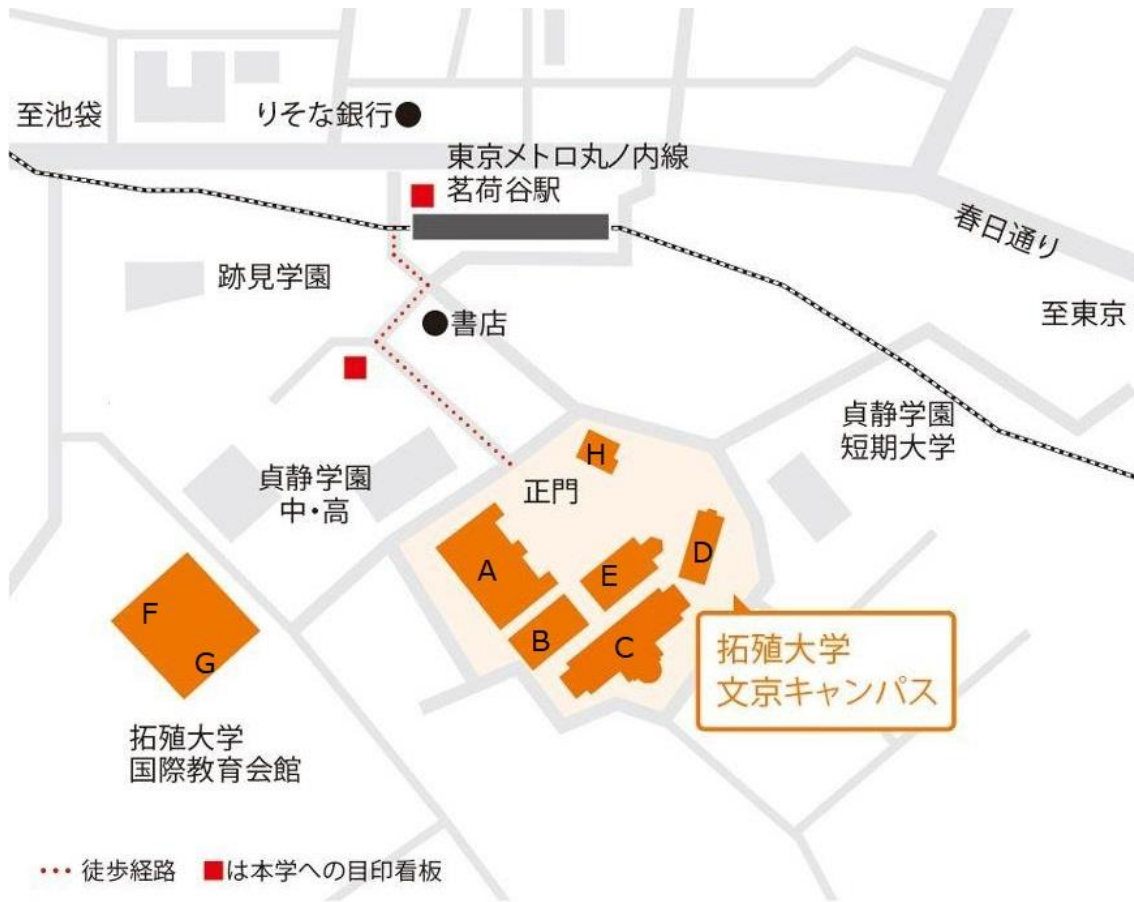 至池袋
りそな銀行
東京メトロ丸ノ内線
茗荷谷駅
春日通り
跡見学園
至東京
書店
貞静学園
短期大学
貞静学園
中・高
正門
H
A
E
D
B
C
F
G
拓殖大学
文京キャンパス
拓殖大学
国際教育会館
徒歩経路
は本学への目印看板